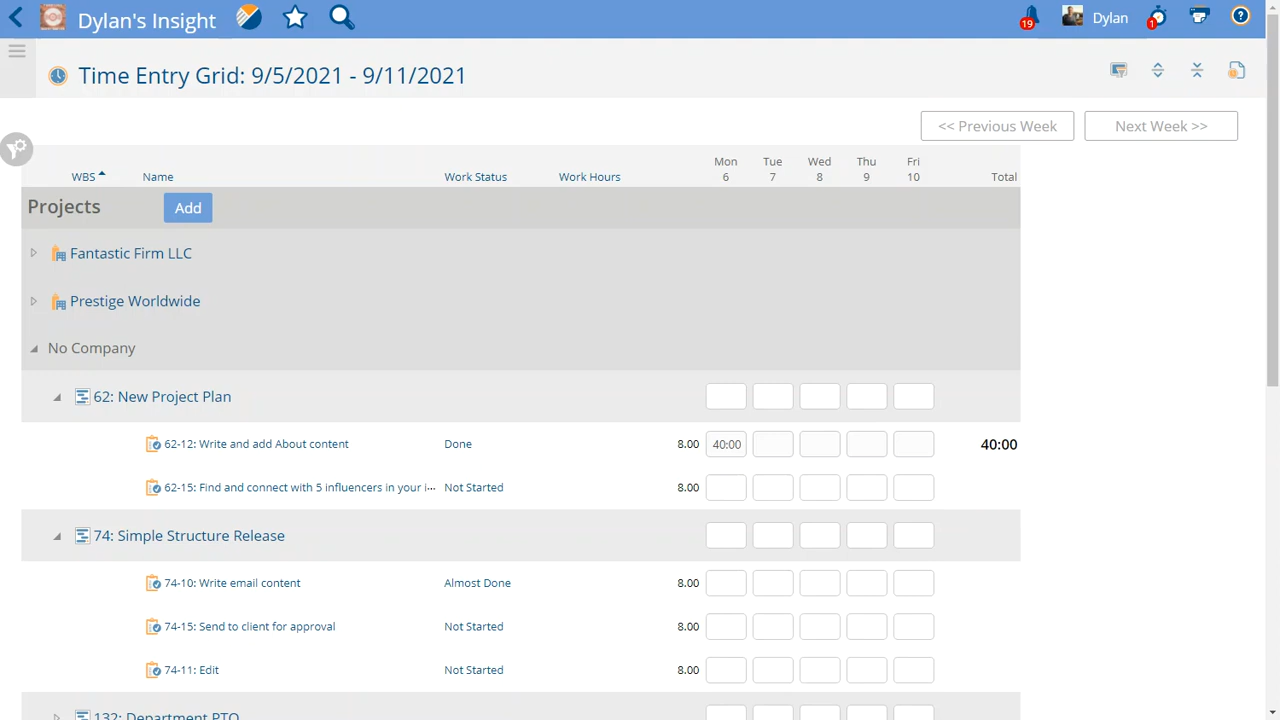 Dylan's Insight
19
Dylan
1
Time Entry Grid: 9/5/2021 - 9/11/2021
<< Previous Week
Next Week >>
WBS Name Work Status Work Hours Mon 6 Tue 7 Wed 8 Thu 9 Fri 10 Total
Projects Add
Fantastic Firm LLC
Prestige Worldwide
No Company
62: New Project Plan
62-12: Write and add About content Done 8.00 40:00 40:00
62-15: Find and connect with 5 influencers in your i... Not Started 8.00
74: Simple Structure Release
74-10: Write email content Almost Done 8.00
74-15: Send to client for approval Not Started 8.00
74-11: Edit Not Started 8.00
132: Department PTO